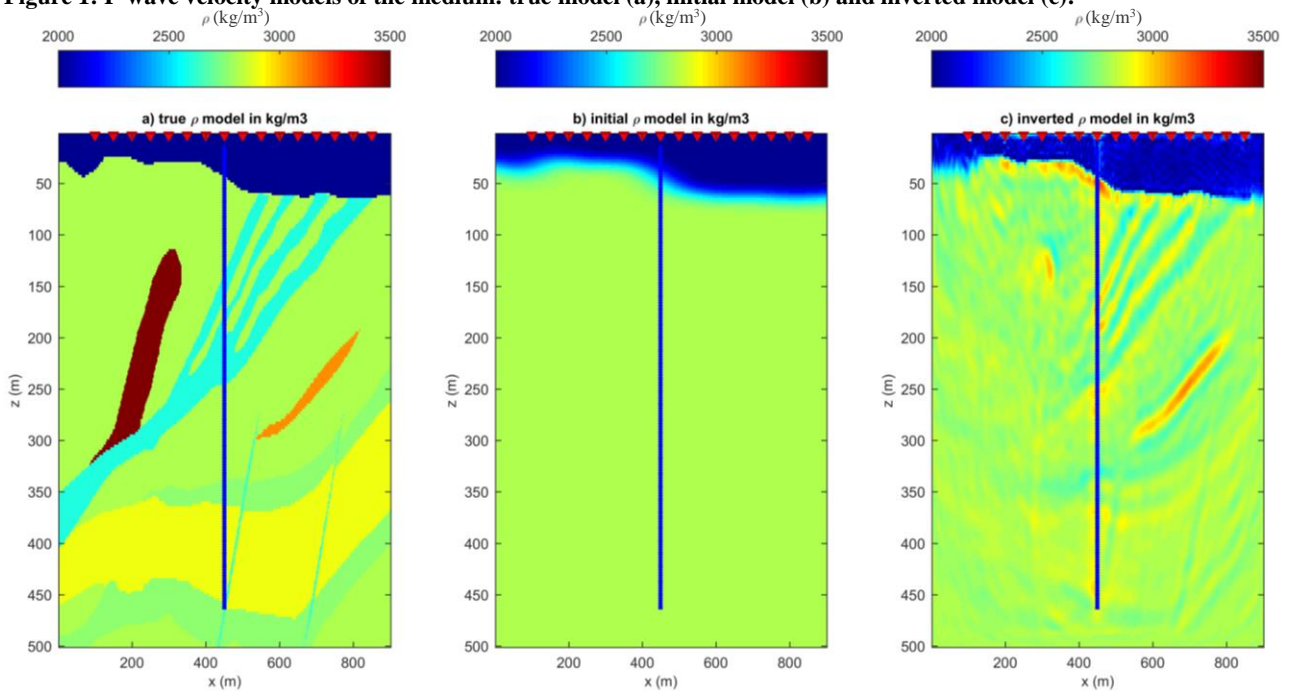 Figure 1: P-wave velocity models of the medium: true model (a), initial model (b) and inverted model (c).
ρ (kg/m³)
2000 2500 3000 3500
a) true ρ model in kg/m3
50
100
150
200
250
300
350
400
450
500
z (m)
200 400 600 800
x (m)
ρ (kg/m³)
2000 2500 3000 3500
b) initial ρ model in kg/m3
50
100
150
200
250
300
350
400
450
500
z (m)
200 400 600 800
x (m)
ρ (kg/m³)
2000 2500 3000 3500
c) inverted ρ model in kg/m3
50
100
150
200
250
300
350
400
450
500
z (m)
200 400 600 800
x (m)